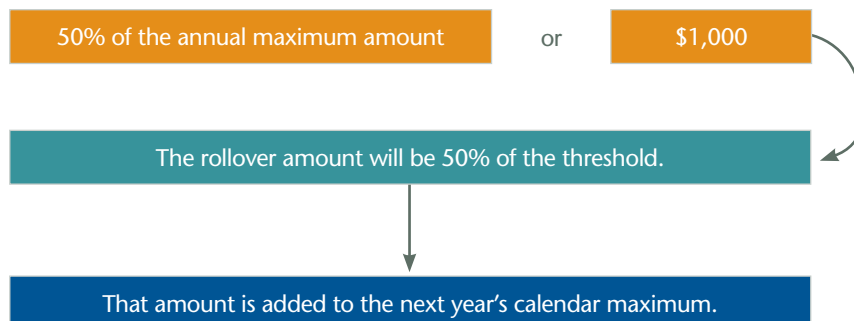 50% of the annual maximum amount or $1,000
The rollover amount will be 50% of the threshold.
That amount is added to the next year’s calendar maximum.